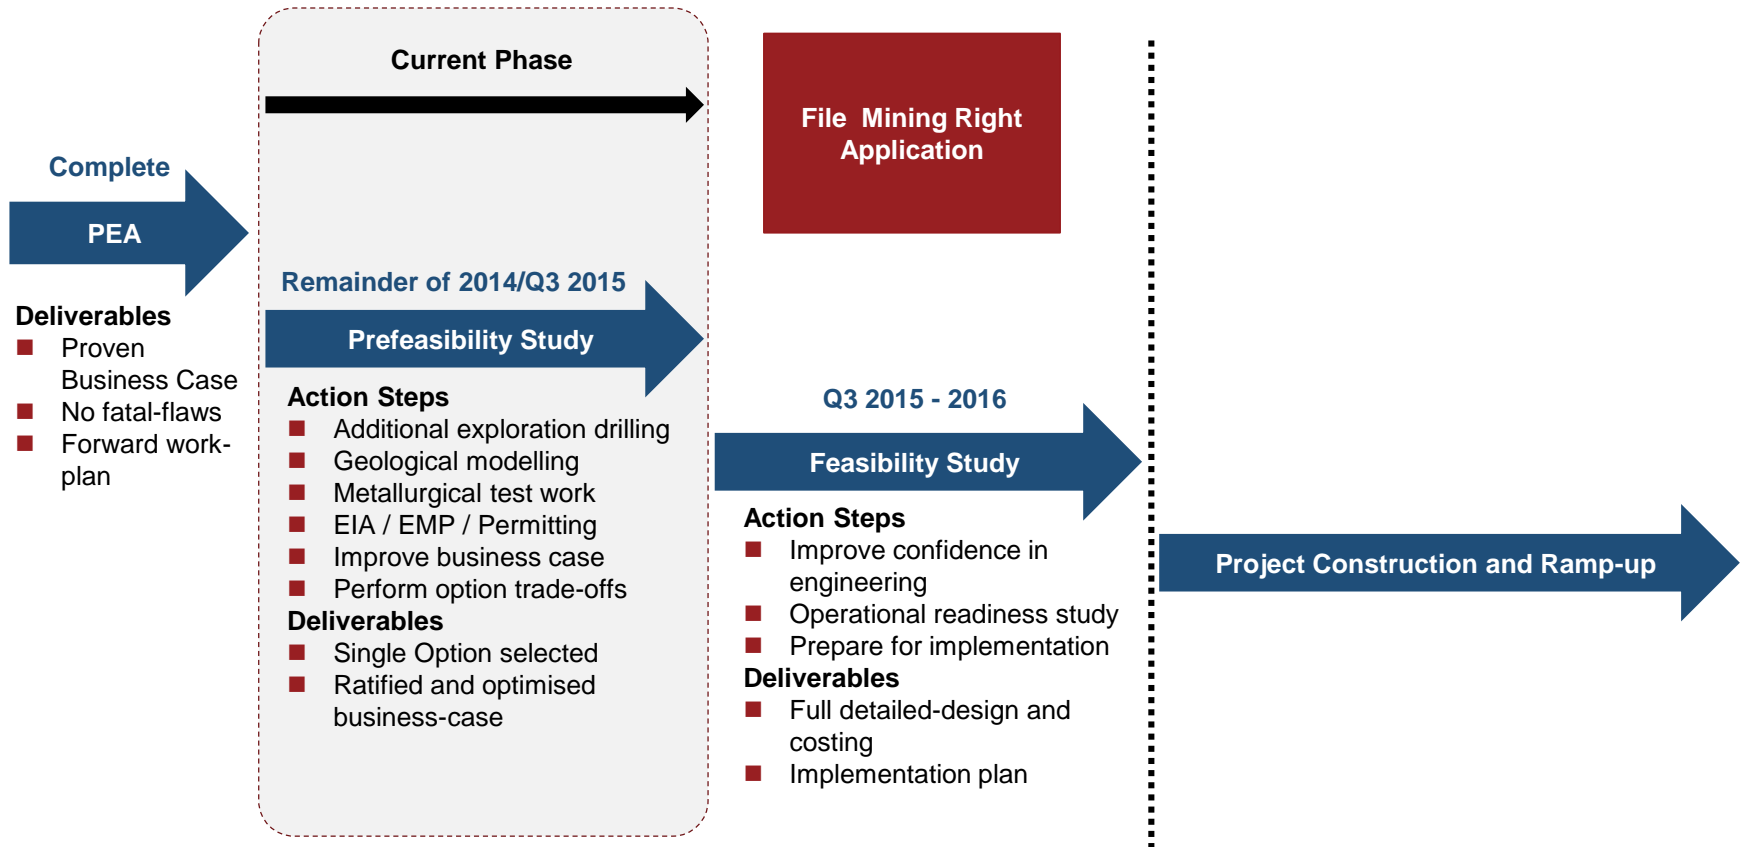 Complete
PEA
Deliverables
Proven
Business Case
No fatal-flaws
Forward work-
plan
Current Phase
Remainder of 2014/Q3 2015
Prefeasibility Study
Action Steps
Additional exploration drilling
Geological modelling
Metallurgical test work
EIA / EMP / Permitting
Improve business case
Perform option trade-offs
Deliverables
Single Option selected
Ratified and optimised
business-case
File Mining Right
Application
Q3 2015 - 2016
Feasibility Study
Action Steps
Improve confidence in
engineering
Operational readiness study
Prepare for implementation
Deliverables
Full detailed-design and
costing
Implementation plan
Project Construction and Ramp-up